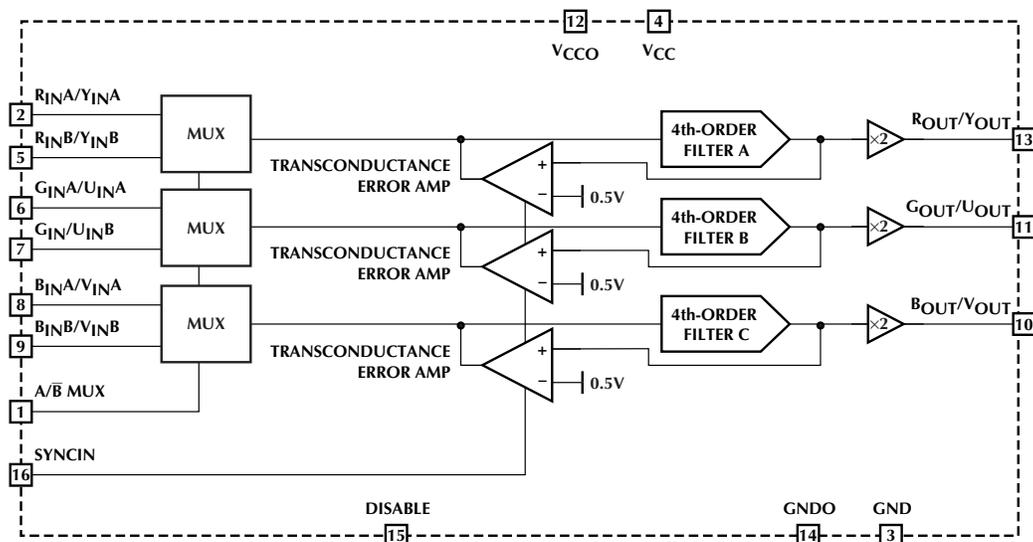 12
4
VCCO
VCC
2
RINA/YINA
5
RINB/YINB
MUX
6
GINA/UINA
7
GIN/UINB
MUX
8
BINA/VINA
9
BINB/VINB
MUX
1
A/B̅ MUX
16
SYNCIN
TRANSCONDUCTANCE
ERROR AMP
+
−
0.5V
4th-ORDER
FILTER A
×2
ROUT/YOUT
13
TRANSCONDUCTANCE
ERROR AMP
+
−
0.5V
4th-ORDER
FILTER B
×2
GOUT/UOUT
11
TRANSCONDUCTANCE
ERROR AMP
+
−
0.5V
4th-ORDER
FILTER C
×2
BOUT/VOUT
10
DISABLE
15
GNDO
14
GND
3